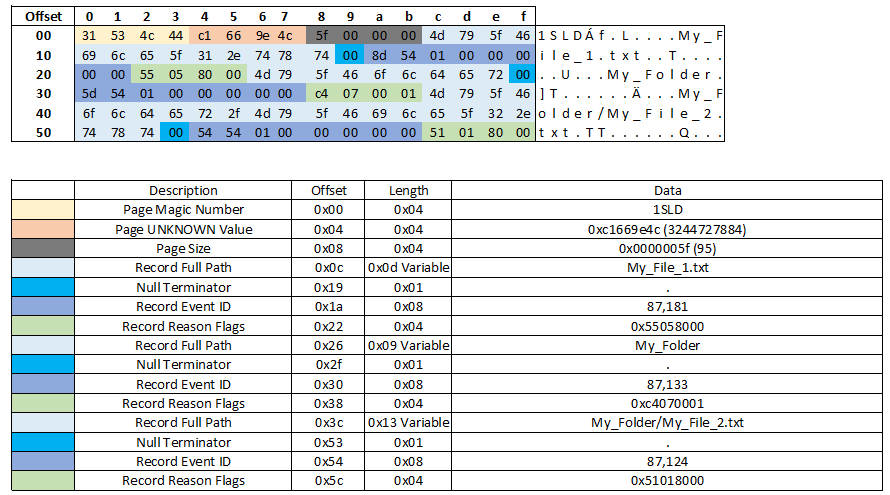 Offset 0 1 2 3 4 5 6 7 8 9 a b c d e f
00 31 53 4c 44 c1 66 9e 4c 5f 00 00 00 4d 79 5f 46 1SLDÁf.L....My_F
10 69 6c 65 5f 31 2e 74 78 74 00 8d 54 01 00 00 00 ile_1.txt..T....
20 00 00 55 05 80 00 4d 79 5f 46 6f 6c 64 65 72 00 ..U...My_Folder.
30 5d 54 01 00 00 00 00 00 c4 07 00 01 4d 79 5f 46 ]T......Ä...My_F
40 6f 6c 64 65 72 2f 4d 79 5f 46 69 6c 65 5f 32 2e older/My_File_2.
50 74 78 74 00 54 54 01 00 00 00 00 00 51 01 80 00 txt.TT......Q...
Description Offset Length Data
Page Magic Number 0x00 0x04 1SLD
Page UNKNOWN Value 0x04 0x04 0xc1669e4c (3244727884)
Page Size 0x08 0x04 0x0000005f (95)
Record Full Path 0x0c 0x0d Variable My_File_1.txt
Null Terminator 0x19 0x01 .
Record Event ID 0x1a 0x08 87,181
Record Reason Flags 0x22 0x04 0x55058000
Record Full Path 0x26 0x09 Variable My_Folder
Null Terminator 0x2f 0x01 .
Record Event ID 0x30 0x08 87,133
Record Reason Flags 0x38 0x04 0xc4070001
Record Full Path 0x3c 0x13 Variable My_Folder/My_File_2.txt
Null Terminator 0x53 0x01 .
Record Event ID 0x54 0x08 87,124
Record Reason Flags 0x5c 0x04 0x51018000